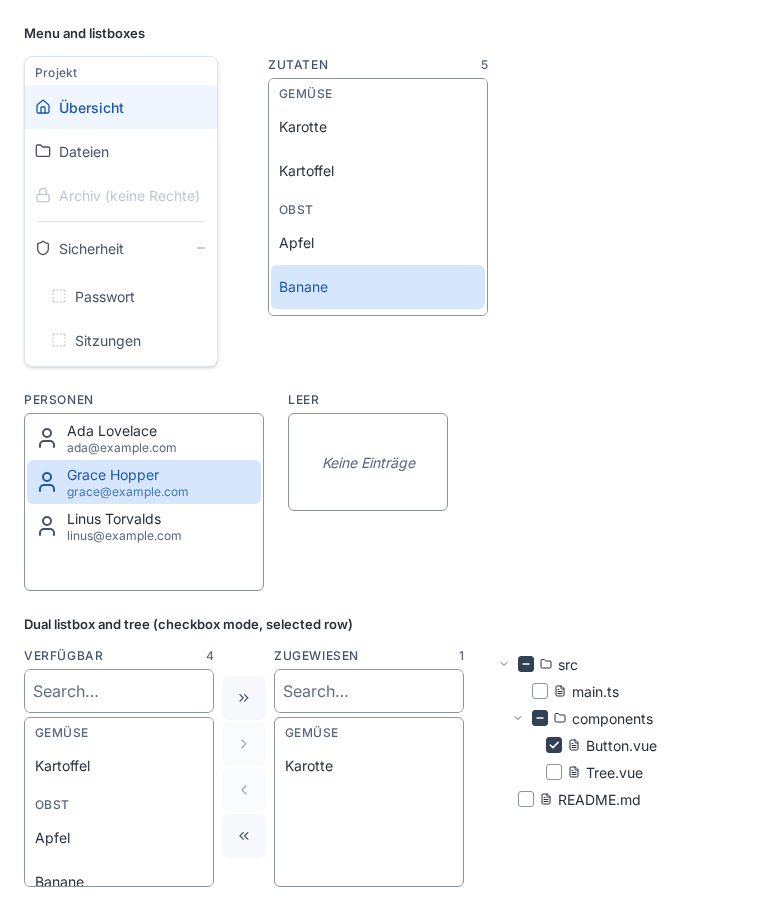 Menu and listboxes
Projekt
Übersicht
Dateien
Archiv (keine Rechte)
Sicherheit
Passwort
Sitzungen
ZUTATEN 5
GEMÜSE
Karotte
Kartoffel
OBST
Apfel
Banane
PERSONEN
Ada Lovelace
ada@example.com
Grace Hopper
grace@example.com
Linus Torvalds
linus@example.com
LEER
Keine Einträge
Dual listbox and tree (checkbox mode, selected row)
VERFÜGBAR 4
Search...
GEMÜSE
Kartoffel
OBST
Apfel
Banane
ZUGEWIESEN 1
Search...
GEMÜSE
Karotte
src
main.ts
components
Button.vue
Tree.vue
README.md